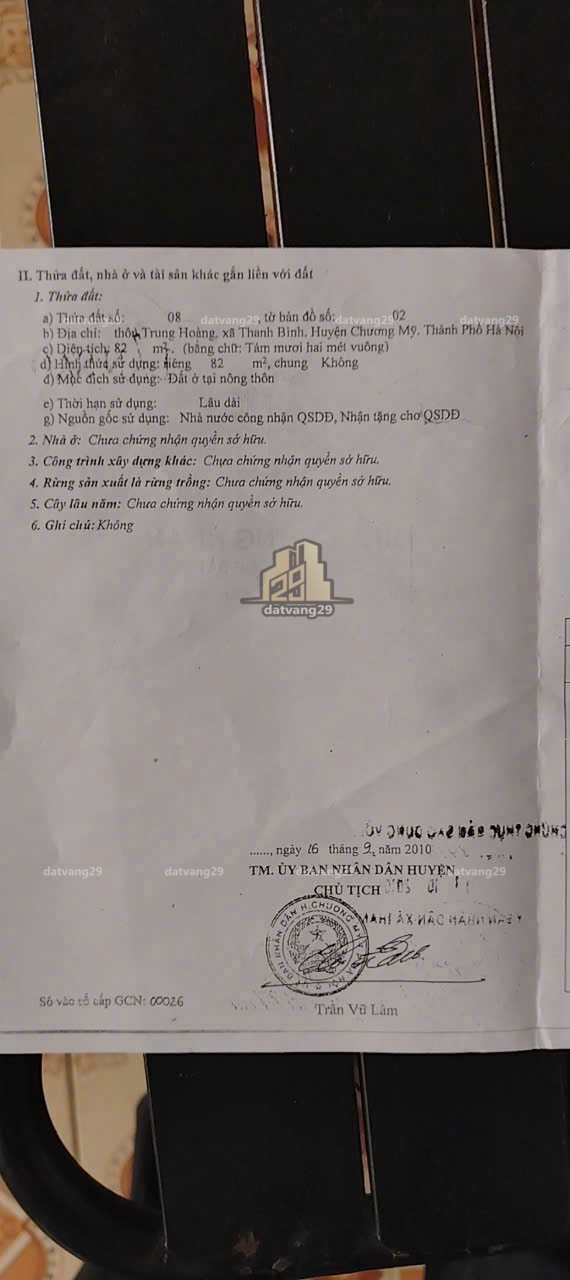 II. Thửa đất, nhà ở và tài sản khác gắn liền với đất
1. Thửa đất:
a) Thửa đất số: 08, tờ bản đồ số: 02
b) Địa chỉ: thôn Trung Hoàng, xã Thanh Bình, Huyện Chương Mỹ, Thành Phố Hà Nội
c) Diện tích: 82 m², (bằng chữ: Tám mươi hai mét vuông)
d) Hình thức sử dụng: riêng 82 m², chung Không
đ) Mục đích sử dụng: Đất ở tại nông thôn
e) Thời hạn sử dụng: Lâu dài
g) Nguồn gốc sử dụng: Nhà nước công nhận QSDĐ, Nhận tặng cho QSDĐ
2. Nhà ở: Chưa chứng nhận quyền sở hữu.
3. Công trình xây dựng khác: Chưa chứng nhận quyền sở hữu.
4. Rừng sản xuất là rừng trồng: Chưa chứng nhận quyền sở hữu.
5. Cây lâu năm: Chưa chứng nhận quyền sở hữu.
6. Ghi chú: Không
29
datvang29
......, ngày 16 tháng 9, năm 2010
TM. ỦY BAN NHÂN DÂN HUYỆN
CHỦ TỊCH
BAN NHÂN DÂN H.CHƯƠNG MỸ
Trần Vũ Lâm
Số vào sổ cấp GCN: 00026